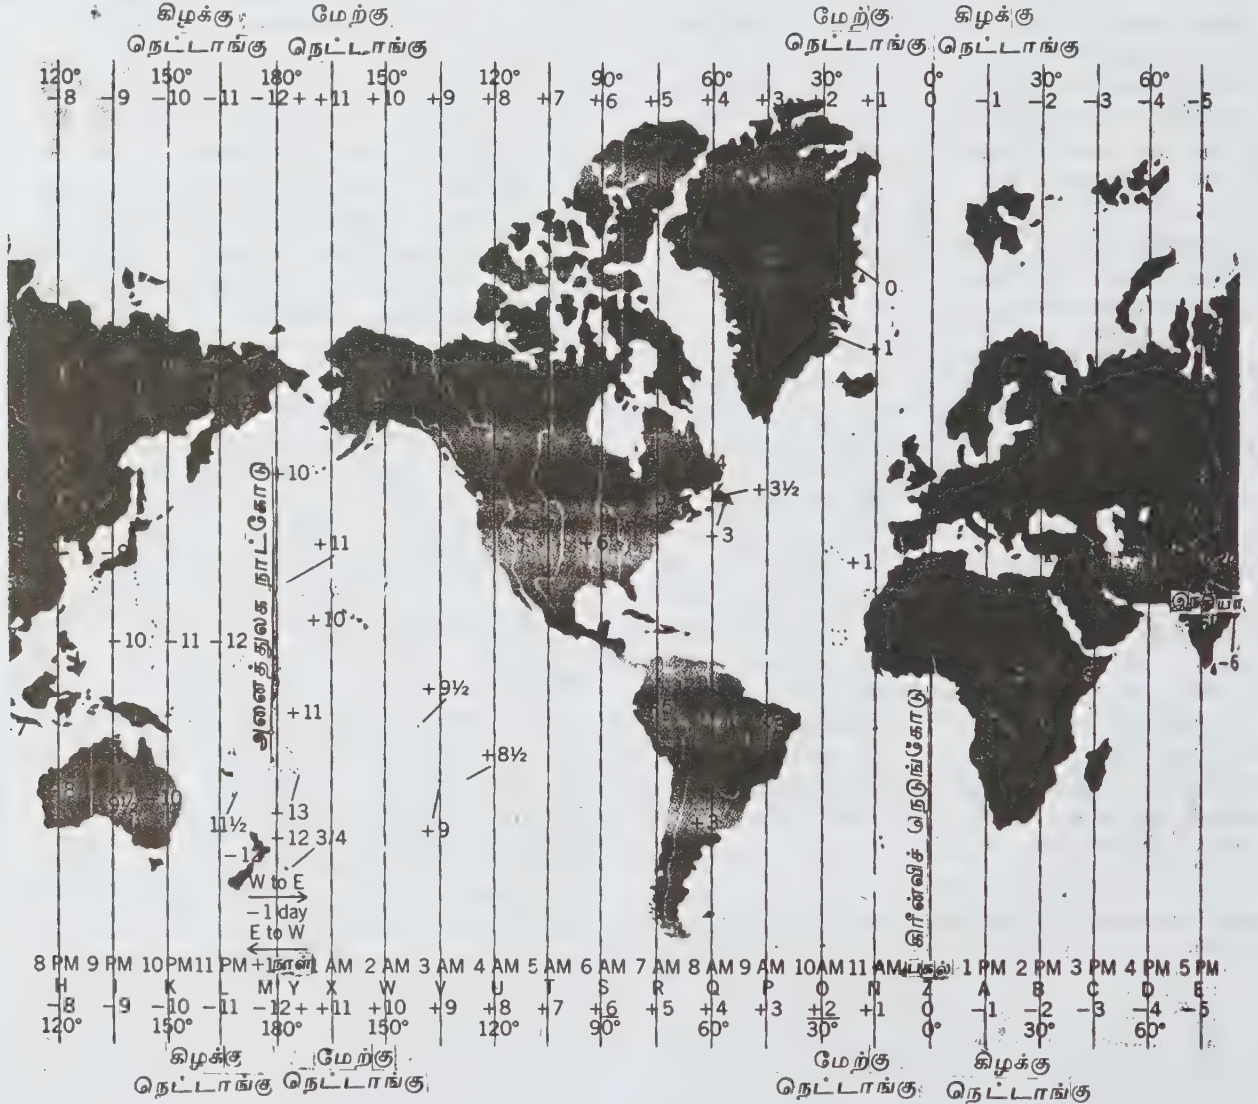 கிழக்கு மேற்கு மேற்கு கிழக்கு
நெட்டாங்கு நெட்டாங்கு நெட்டாங்கு நெட்டாங்கு
120° 150° 180° 150° 120° 90° 60° 30° 0° 30° 60°
-8 -9 -10 -11 -12 + +11 +10 +9 +8 +7 +6 +5 +4 +3 +2 +1 0 -1 -2 -3 -4 -5
0
+1
+10
+3½
+3
+11
+6
+1
அனைத்துலக நாட்கோடு
இந்தியா
+10
+10 -11 -12
-6
+9½
+11
+8½
கிரீன்விச் நெடுங்கோடு
9½ -10
+13
11½
+12 3/4
+9
+3
W to E
-1 day
E to W
8 PM 9 PM 10 PM 11 PM +1 நாள் 1 AM 2 AM 3 AM 4 AM 5 AM 6 AM 7 AM 8 AM 9 AM 10 AM 11 AM பகல் 1 PM 2 PM 3 PM 4 PM 5 PM
H I K L M Y X W V U T S R Q P O N Z A B C D E
-8 -9 -10 -11 -12 + +11 +10 +9 +8 +7 +6 +5 +4 +3 +2 +1 0 -1 -2 -3 -4 -5
120° 150° 180° 150° 120° 90° 60° 30° 0° 30° 60°
கிழக்கு மேற்கு மேற்கு கிழக்கு
நெட்டாங்கு நெட்டாங்கு நெட்டாங்கு நெட்டாங்கு